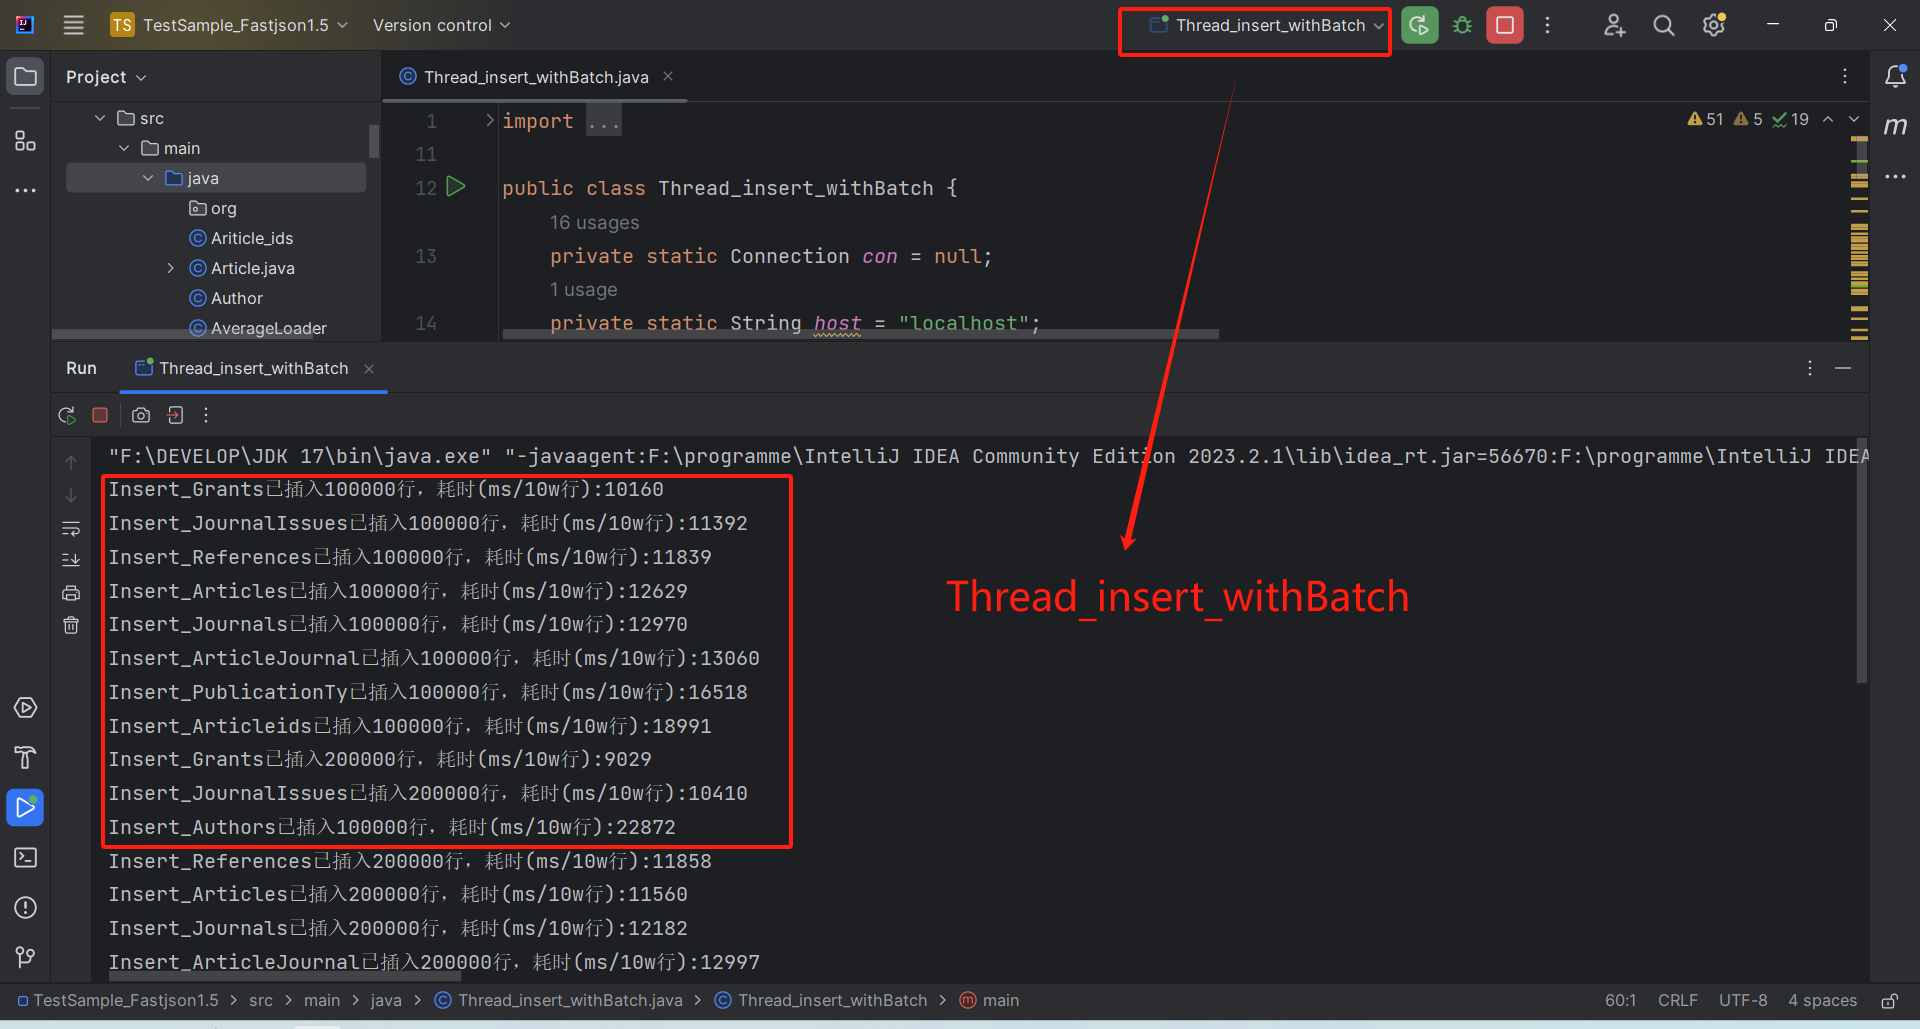 TS TestSample_Fastjson1.5 Version control Thread_insert_withBatch
Project Thread_insert_withBatch.java
src
main
java
org
Ariticle_ids
Article.java
Author
AverageLoader
51 5 19
1 import ...
11
12 public class Thread_insert_withBatch {
16 usages
13 private static Connection con = null;
1 usage
14 private static String host = "localhost";
Run Thread_insert_withBatch
"F:\DEVELOP\JDK 17\bin\java.exe" "-javaagent:F:\programme\IntelliJ IDEA Community Edition 2023.2.1\lib\idea_rt.jar=56670:F:\programme\IntelliJ IDEA
Insert_Grants已插入100000行，耗时(ms/10w行):10160
Insert_JournalIssues已插入100000行，耗时(ms/10w行):11392
Insert_References已插入100000行，耗时(ms/10w行):11839
Insert_Articles已插入100000行，耗时(ms/10w行):12629
Insert_Journals已插入100000行，耗时(ms/10w行):12970
Insert_ArticleJournal已插入100000行，耗时(ms/10w行):13060
Insert_PublicationTy已插入100000行，耗时(ms/10w行):16518
Insert_Articleids已插入100000行，耗时(ms/10w行):18991
Insert_Grants已插入200000行，耗时(ms/10w行):9029
Insert_JournalIssues已插入200000行，耗时(ms/10w行):10410
Insert_Authors已插入100000行，耗时(ms/10w行):22872
Insert_References已插入200000行，耗时(ms/10w行):11858
Insert_Articles已插入200000行，耗时(ms/10w行):11560
Insert_Journals已插入200000行，耗时(ms/10w行):12182
Insert_ArticleJournal已插入200000行，耗时(ms/10w行):12997
Thread_insert_withBatch
TestSample_Fastjson1.5 > src > main > java > Thread_insert_withBatch.java > Thread_insert_withBatch > main 60:1 CRLF UTF-8 4 spaces